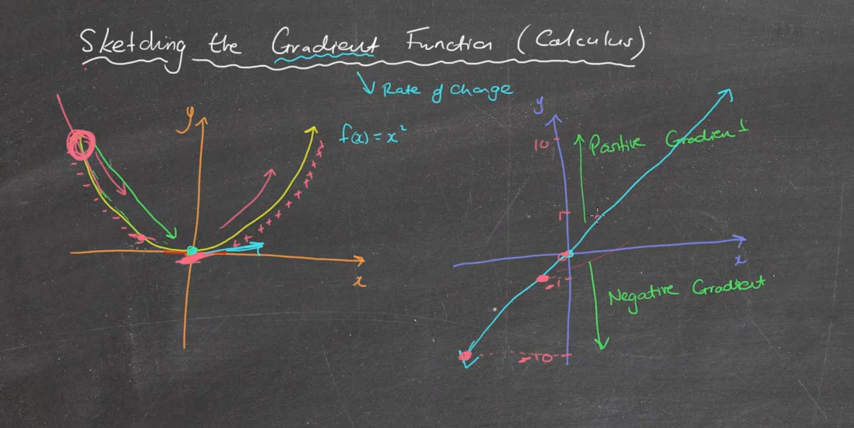 Sketching the Gradient Function (Calculus)
Rate of Change
y
f(x) = x²
x
y
10
Positive Gradient
1
x
-1
Negative Gradient
-10